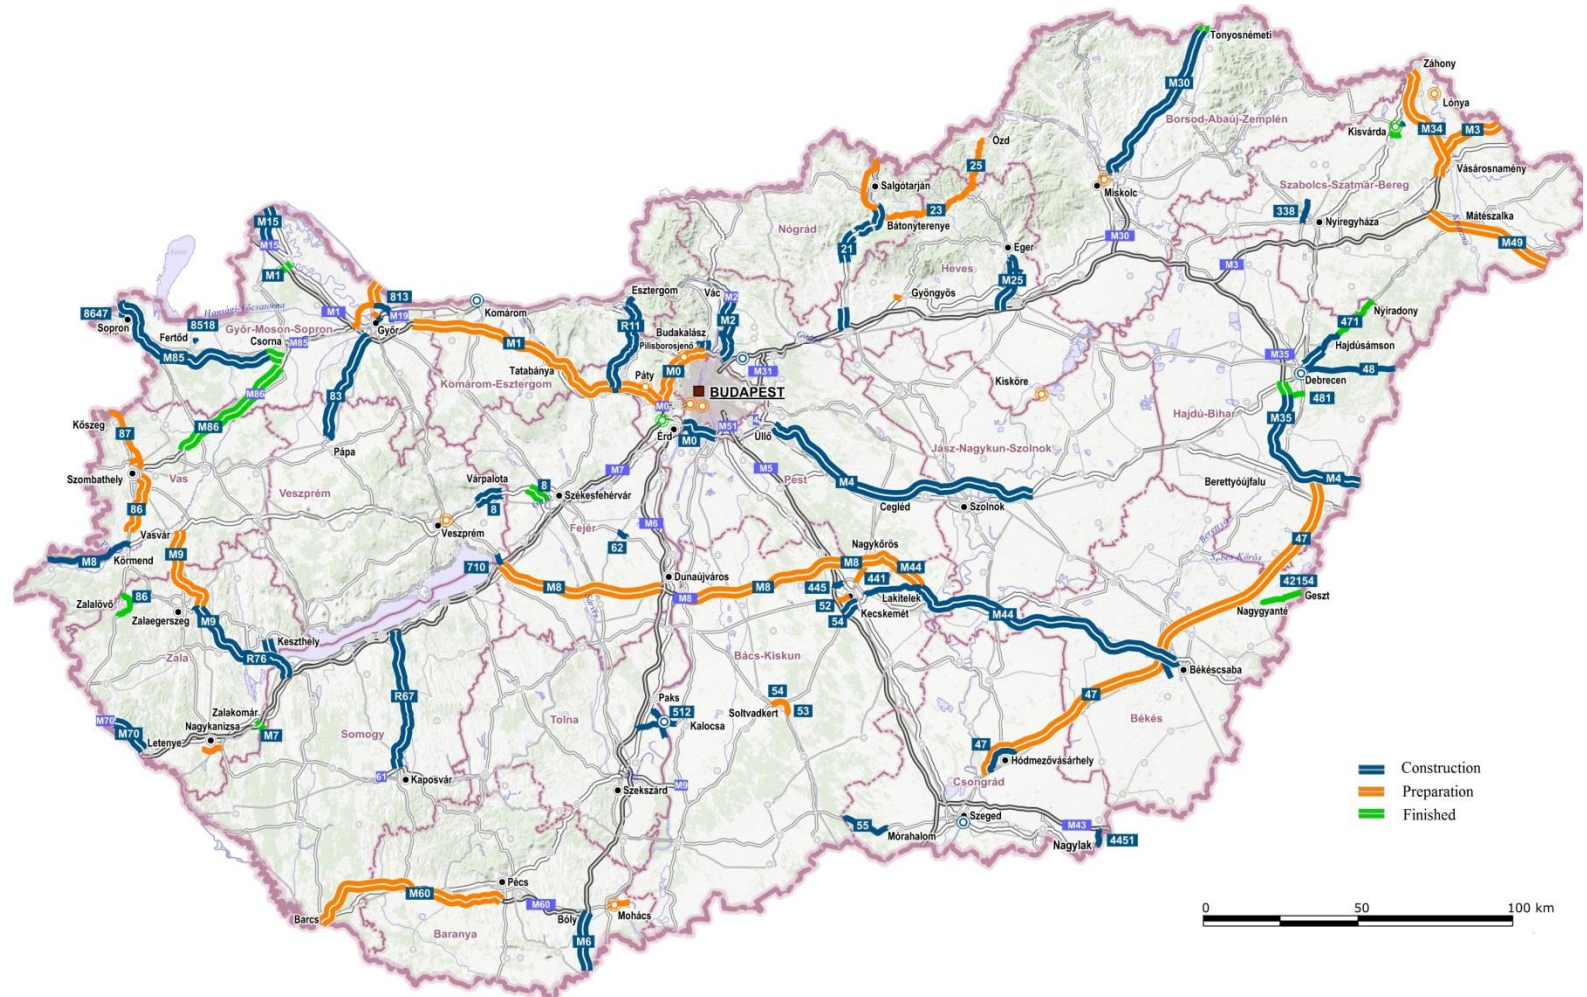 Tonyosnémeti
Záhony
M30
Lónya
Borsod-Abaúj-Zemplén
Kisvárda
M34
M3
Ózd
25
Vásárosnamény
Salgótarján
Miskolc
Szabolcs-Szatmár-Bereg
338
Nyíregyháza
Mátészalka
23
Bátonyterenye
M15
M15
Nógrád
21
Eger
M30
M49
M3
Heves
M25
M1
Esztergom
Vác
M2
Gyöngyös
813
8647
M1
M19
Komárom
R11
M2
471
Nyíradony
Sopron
Fertőd
8518
Győr-Moson-Sopron
Győr
Csorna
M85
M85
M1
Budakalász
Pilisborosjenő
Hajdúsámson
M35
Tatabánya
M0
M31
48
Debrecen
Komárom-Esztergom
Páty
Kisköre
83
M86
BUDAPEST
481
M0
Hajdú-Bihar
M35
Kőszeg
87
M86
Érd
M0
M51
Üllő
Jász-Nagykun-Szolnok
Pápa
M7
M5
Szombathely
Vas
Veszprém
Várpalota
8
8
Székesfehérvár
Pest
M4
Berettyóújfalu
M4
86
Cegléd
Szolnok
Vasvár
Veszprém
Fejér
M6
62
47
M9
Nagykőrös
M8
Körmend
710
M8
Dunaújváros
M8
M8
M8
M44
445
441
42154
Zalalövő
86
52
Lakitelek
Geszt
Zalaegerszeg
M9
54
Kecskemét
M44
Nagygyanté
Keszthely
Zala
R76
Bács-Kiskun
Békéscsaba
R67
54
47
Paks
Zalakomár
512
Soltvadkert
53
Békés
M70
Nagykanizsa
Tolna
Kalocsa
M70
Letenye
M7
Somogy
47
Hódmezővásárhely
61
Kaposvár
M9
Csongrád
Szekszárd
Construction
Preparation
Finished
55
Szeged
Mórahalom
M43
Nagylak
4451
Pécs
M60
M60
Barcs
Bóly
Mohács
Baranya
M6
0
50
100 km